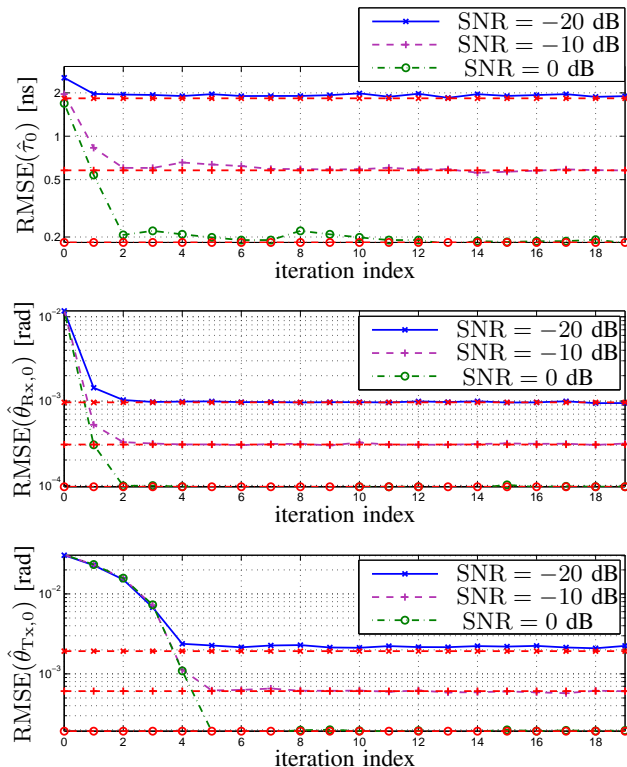 SNR = −20 dB
SNR = −10 dB
SNR = 0 dB
RMSE(τ̂₀) [ns]
2
1
0.5
0.2
0 2 4 6 8 10 12 14 16 18
iteration index
SNR = −20 dB
SNR = −10 dB
SNR = 0 dB
RMSE(θ̂_Rx,0) [rad]
10⁻²
10⁻³
10⁻⁴
0 2 4 6 8 10 12 14 16 18
iteration index
SNR = −20 dB
SNR = −10 dB
SNR = 0 dB
RMSE(θ̂_Tx,0) [rad]
10⁻²
10⁻³
0 2 4 6 8 10 12 14 16 18
iteration index